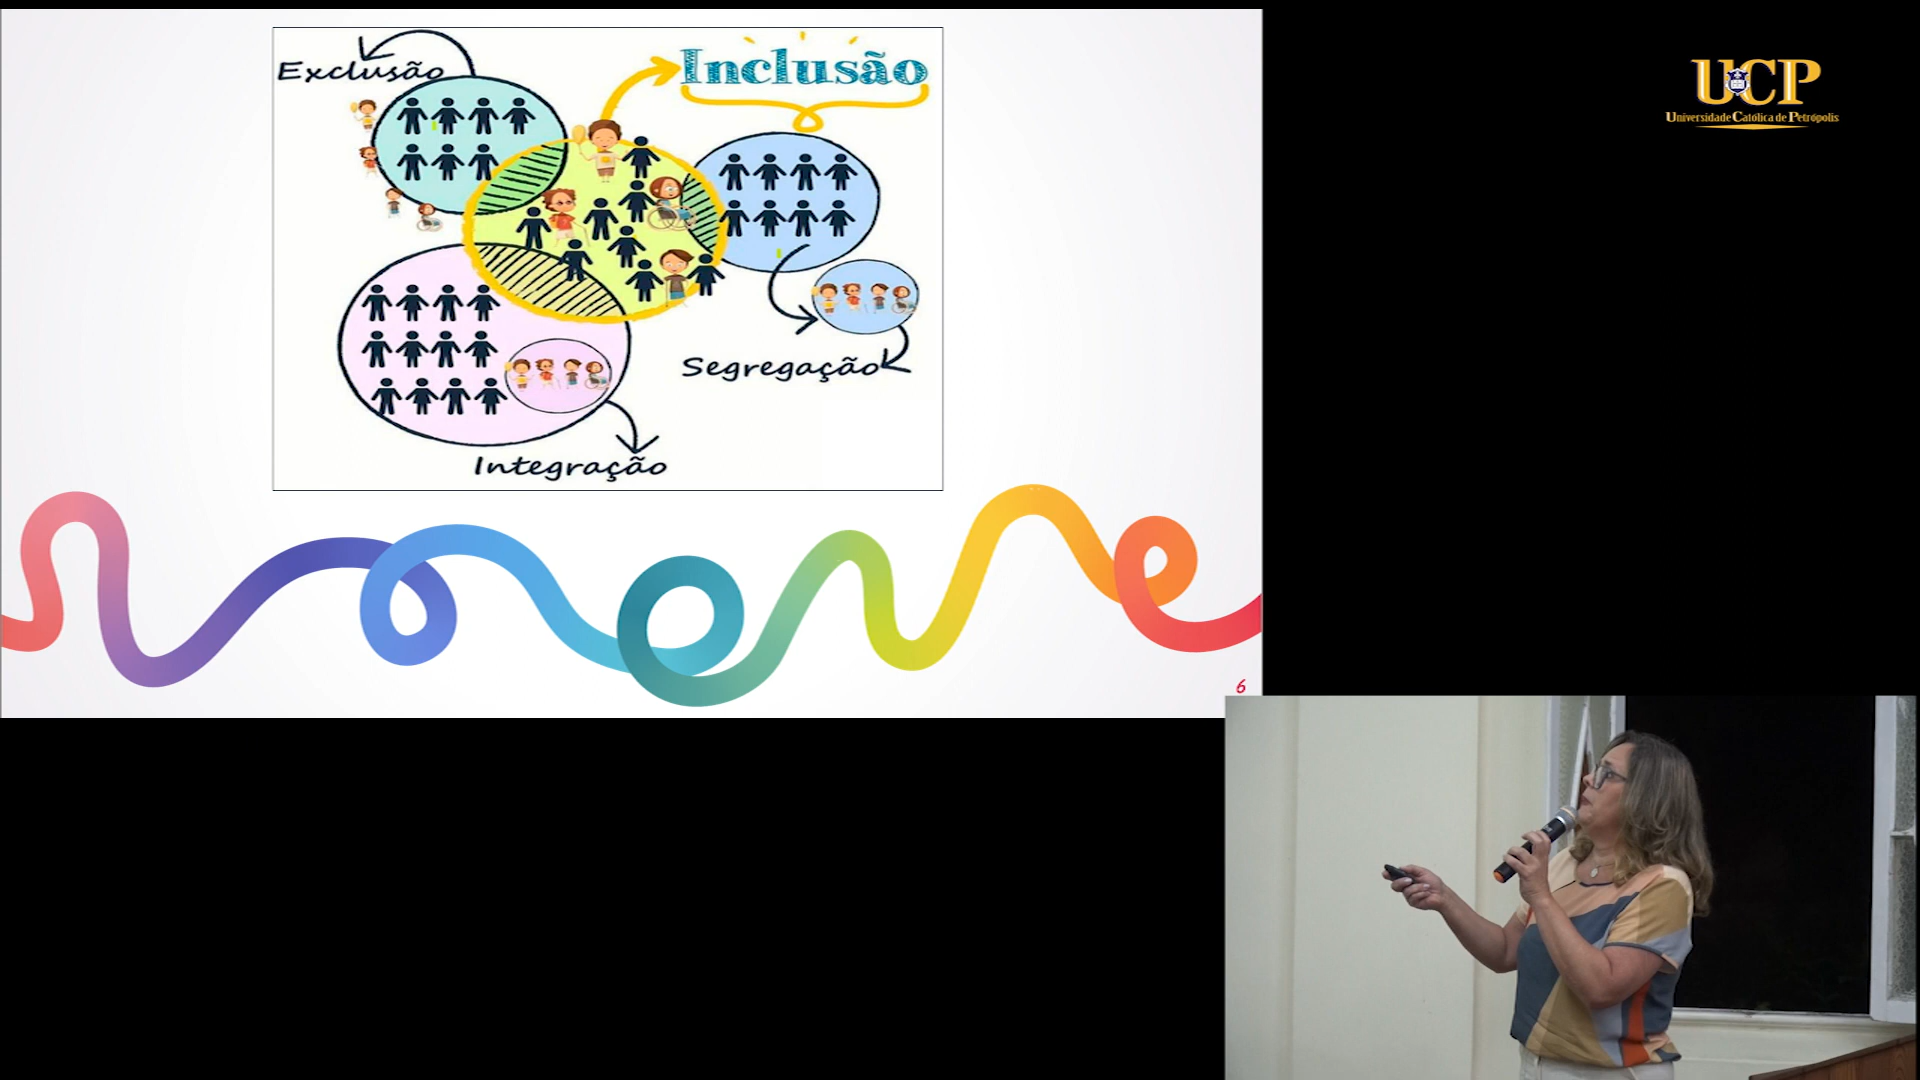 Exclusão
Inclusão
Segregação
Integração
6
UCP
Universidade Católica de Petrópolis